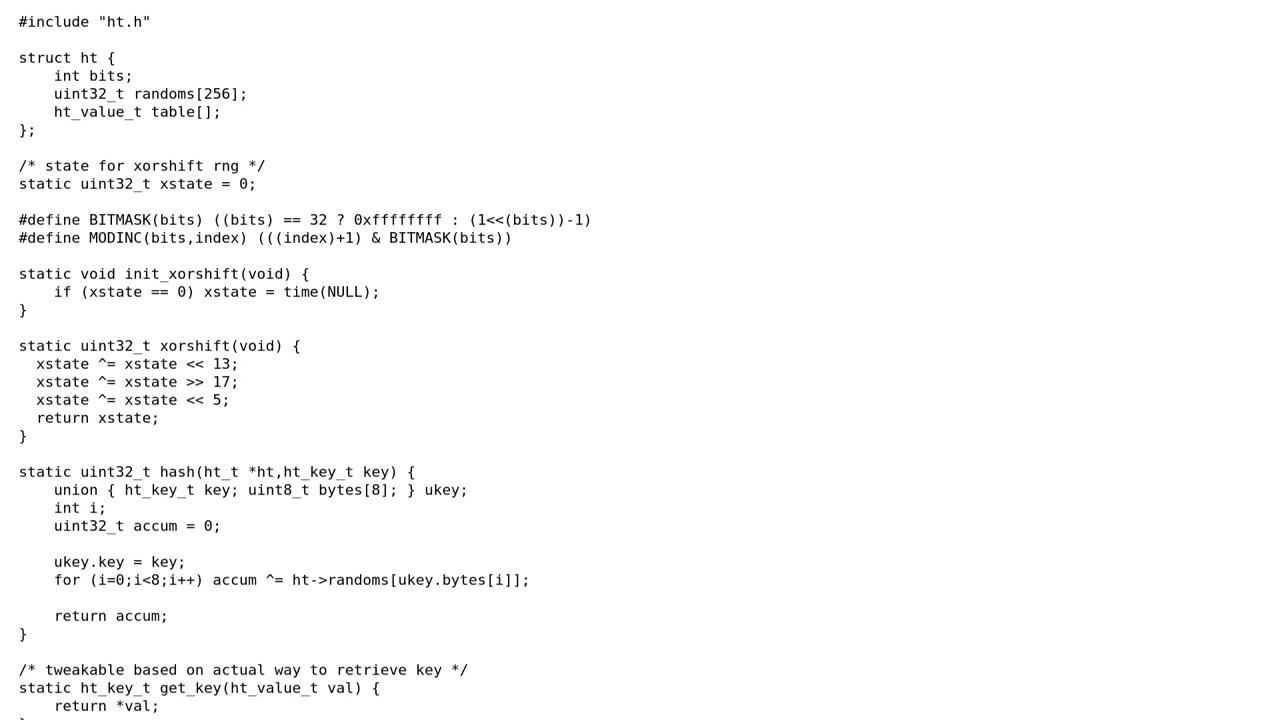 #include "ht.h"

struct ht {
    int bits;
    uint32_t randoms[256];
    ht_value_t table[];
};

/* state for xorshift rng */
static uint32_t xstate = 0;

#define BITMASK(bits) ((bits) == 32 ? 0xffffffff : (1<<(bits))-1)
#define MODINC(bits,index) (((index)+1) & BITMASK(bits))

static void init_xorshift(void) {
    if (xstate == 0) xstate = time(NULL);
}

static uint32_t xorshift(void) {
  xstate ^= xstate << 13;
  xstate ^= xstate >> 17;
  xstate ^= xstate << 5;
  return xstate;
}

static uint32_t hash(ht_t *ht,ht_key_t key) {
    union { ht_key_t key; uint8_t bytes[8]; } ukey;
    int i;
    uint32_t accum = 0;

    ukey.key = key;
    for (i=0;i<8;i++) accum ^= ht->randoms[ukey.bytes[i]];

    return accum;
}

/* tweakable based on actual way to retrieve key */
static ht_key_t get_key(ht_value_t val) {
    return *val;